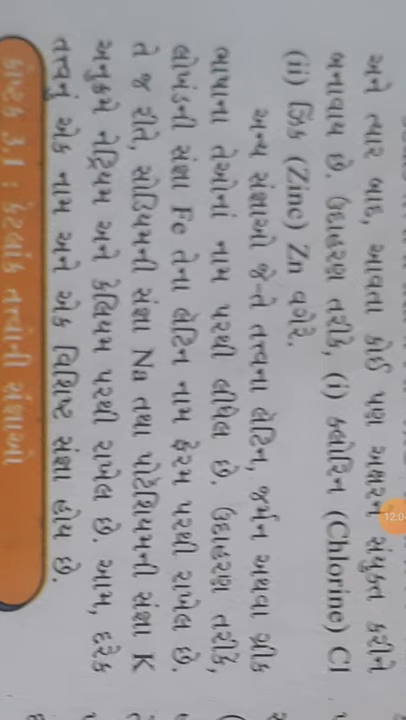 અને ત્યાર બાદ, આવતા કોઈ પણ અક્ષરને સંયુક્ત કરીને
બનાવાય છે. ઉદાહરણ તરીકે, (i) ક્લોરિન (Chlorine) Cl
(ii) ઝિંક (Zinc) Zn વગેરે.
અન્ય સંજ્ઞાઓ જે-તે તત્ત્વના લેટિન, જર્મન અથવા ગ્રીક
ભાષાના તેઓનાં નામ પરથી લીધેલ છે. ઉદાહરણ તરીકે,
લોખંડની સંજ્ઞા Fe તેના લેટિન નામ ફેરમ પરથી રાખેલ છે.
તે જ રીતે, સોડિયમની સંજ્ઞા Na તથા પોટૅશિયમની સંજ્ઞા K
અનુક્રમે નેટ્રિયમ અને કેલિયમ પરથી રાખેલ છે. આમ, દરેક
તત્ત્વનું એક નામ અને એક વિશિષ્ટ સંજ્ઞા હોય છે.
કોષ્ટક 3.1 : કેટલાંક તત્ત્વોની સંજ્ઞાઓ
12:04